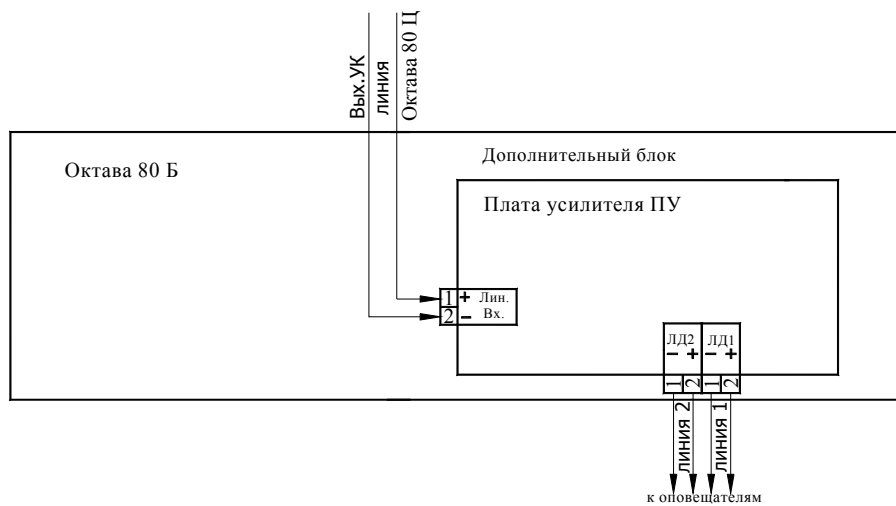 Вых.УК
линия
Октава 80 Ц
Октава 80 Б
Дополнительный блок
Плата усилителя ПУ
1 + Лин.
2 – Вх.
ЛД2 ЛД1
– + – +
1 2 1 2
линия 2 линия 1
к оповещателям